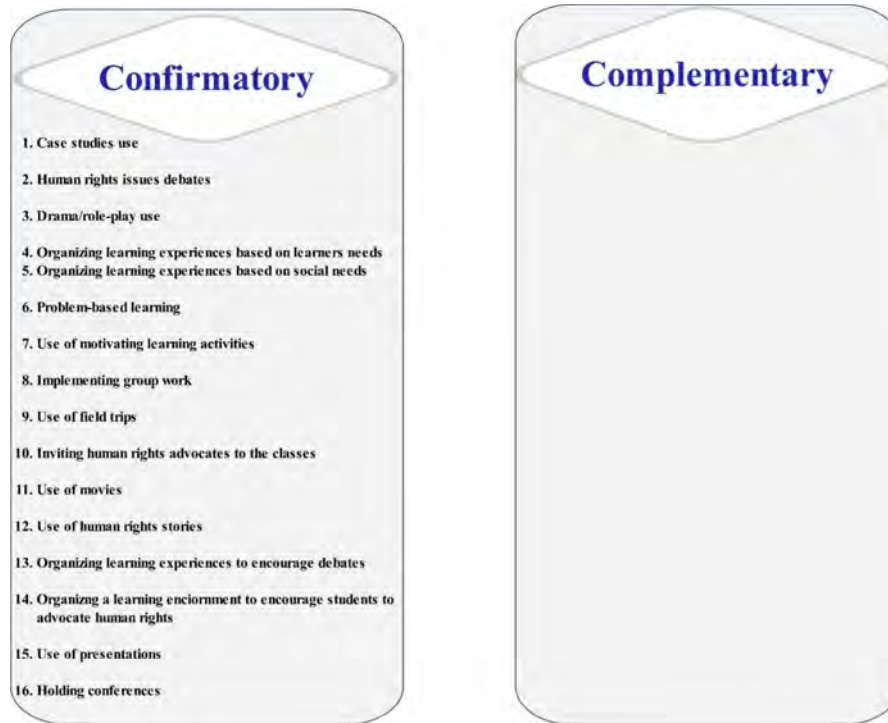 Confirmatory
1. Case studies use
2. Human rights issues debates
3. Drama/role-play use
4. Organizing learning experiences based on learners needs
5. Organizing learning experiences based on social needs
6. Problem-based learning
7. Use of motivating learning activities
8. Implementing group work
9. Use of field trips
10. Inviting human rights advocates to the classes
11. Use of movies
12. Use of human rights stories
13. Organizing learning experiences to encourage debates
14. Organizng a learning enciornment to encourage students to
advocate human rights
15. Use of presentations
16. Holding conferences
Complementary